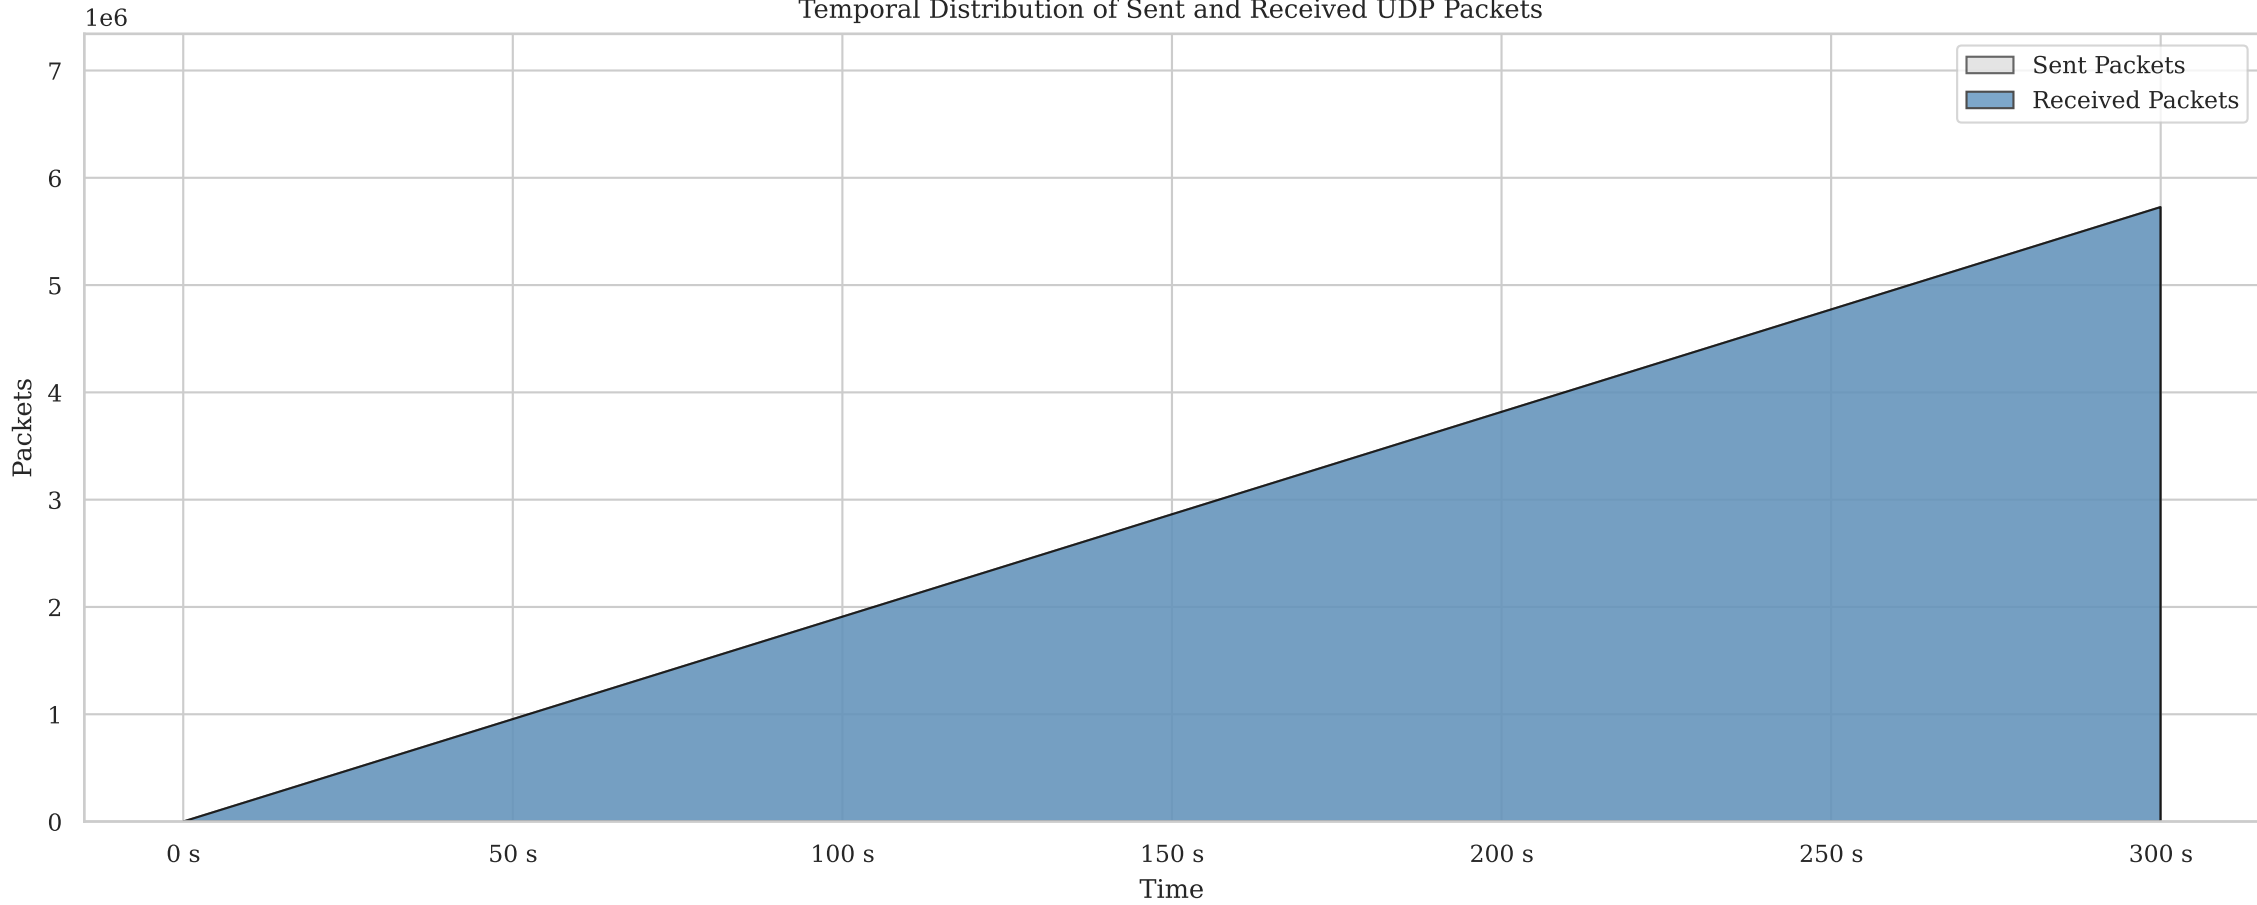 Temporal Distribution of Sent and Received UDP Packets
1e6
7
6
5
4
3
2
1
0
Packets
Sent Packets
Received Packets
0 s
50 s
100 s
150 s
200 s
250 s
300 s
Time